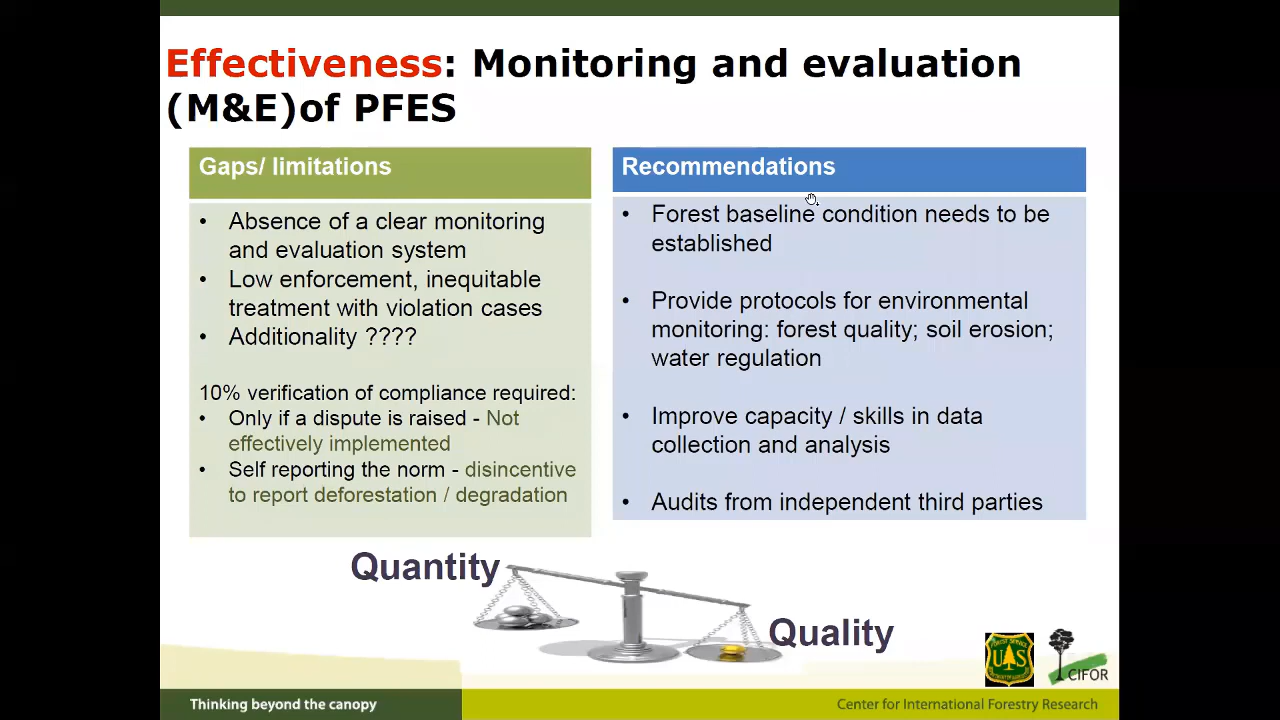 Effectiveness: Monitoring and evaluation
(M&E)of PFES
Gaps/ limitations
• Absence of a clear monitoring
and evaluation system
• Low enforcement, inequitable
treatment with violation cases
• Additionality ????
10% verification of compliance required:
• Only if a dispute is raised - Not
effectively implemented
• Self reporting the norm - disincentive
to report deforestation / degradation
Recommendations
• Forest baseline condition needs to be
established
• Provide protocols for environmental
monitoring: forest quality; soil erosion;
water regulation
• Improve capacity / skills in data
collection and analysis
• Audits from independent third parties
Quantity
Quality
U S
CIFOR
Thinking beyond the canopy
Center for International Forestry Research